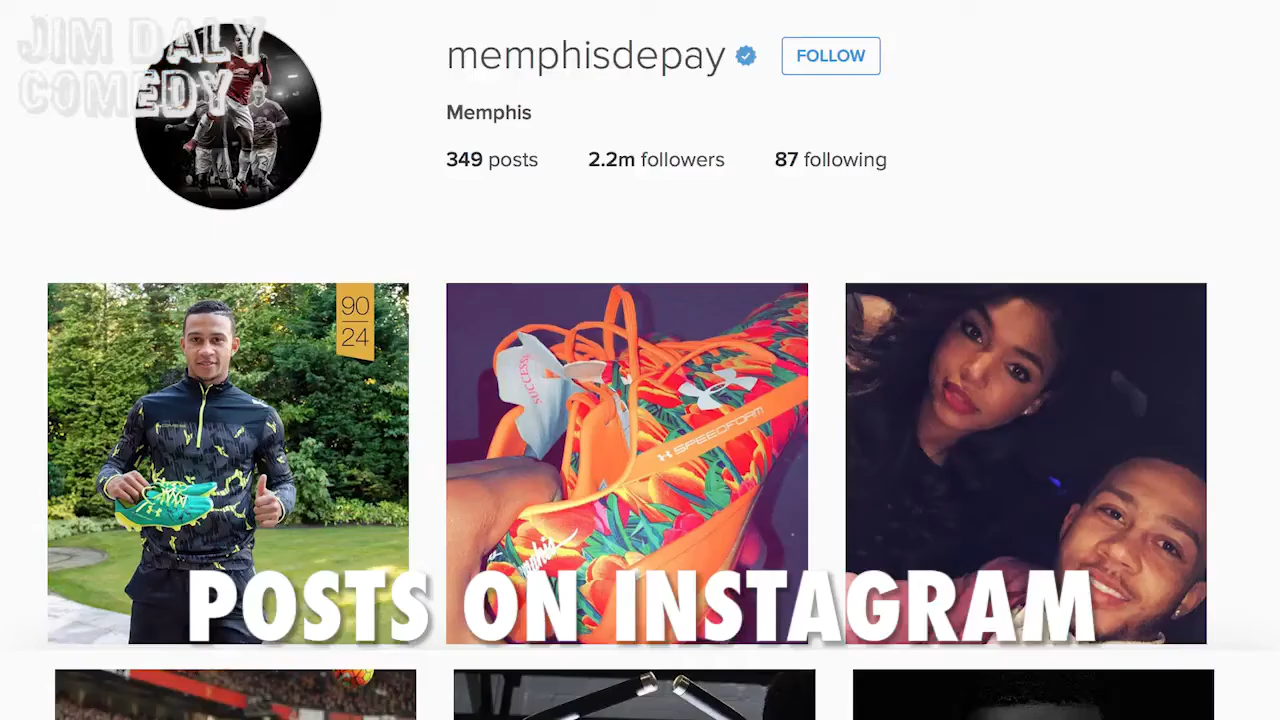 JIM DALY
COMEDY
memphisdepay
FOLLOW
Memphis
349 posts
2.2m followers
87 following
90
24
SUCCESS
SPEEDFORM
POSTS ON INSTAGRAM